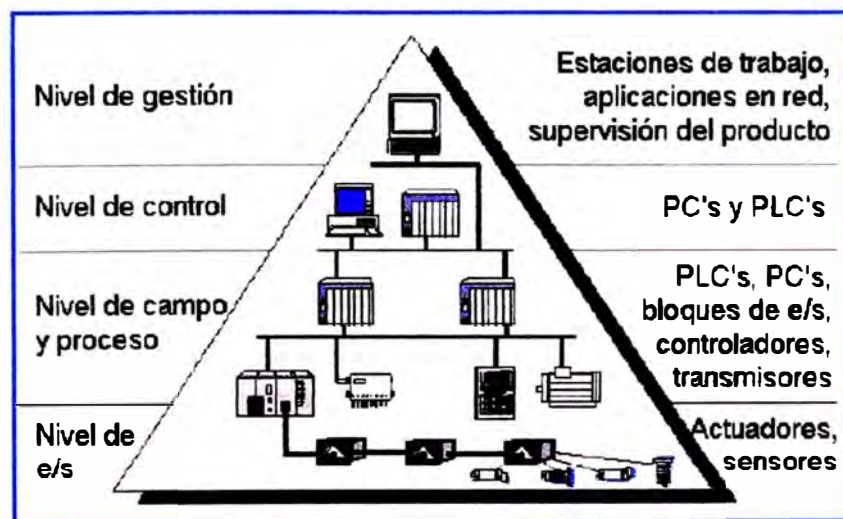 Nivel de gestión
Estaciones de trabajo,
aplicaciones en red,
supervisión del producto
Nivel de control
PC's y PLC's
Nivel de campo
y proceso
PLC's, PC's,
bloques de e/s,
controladores,
transmisores
Nivel de
e/s
Actuadores,
sensores